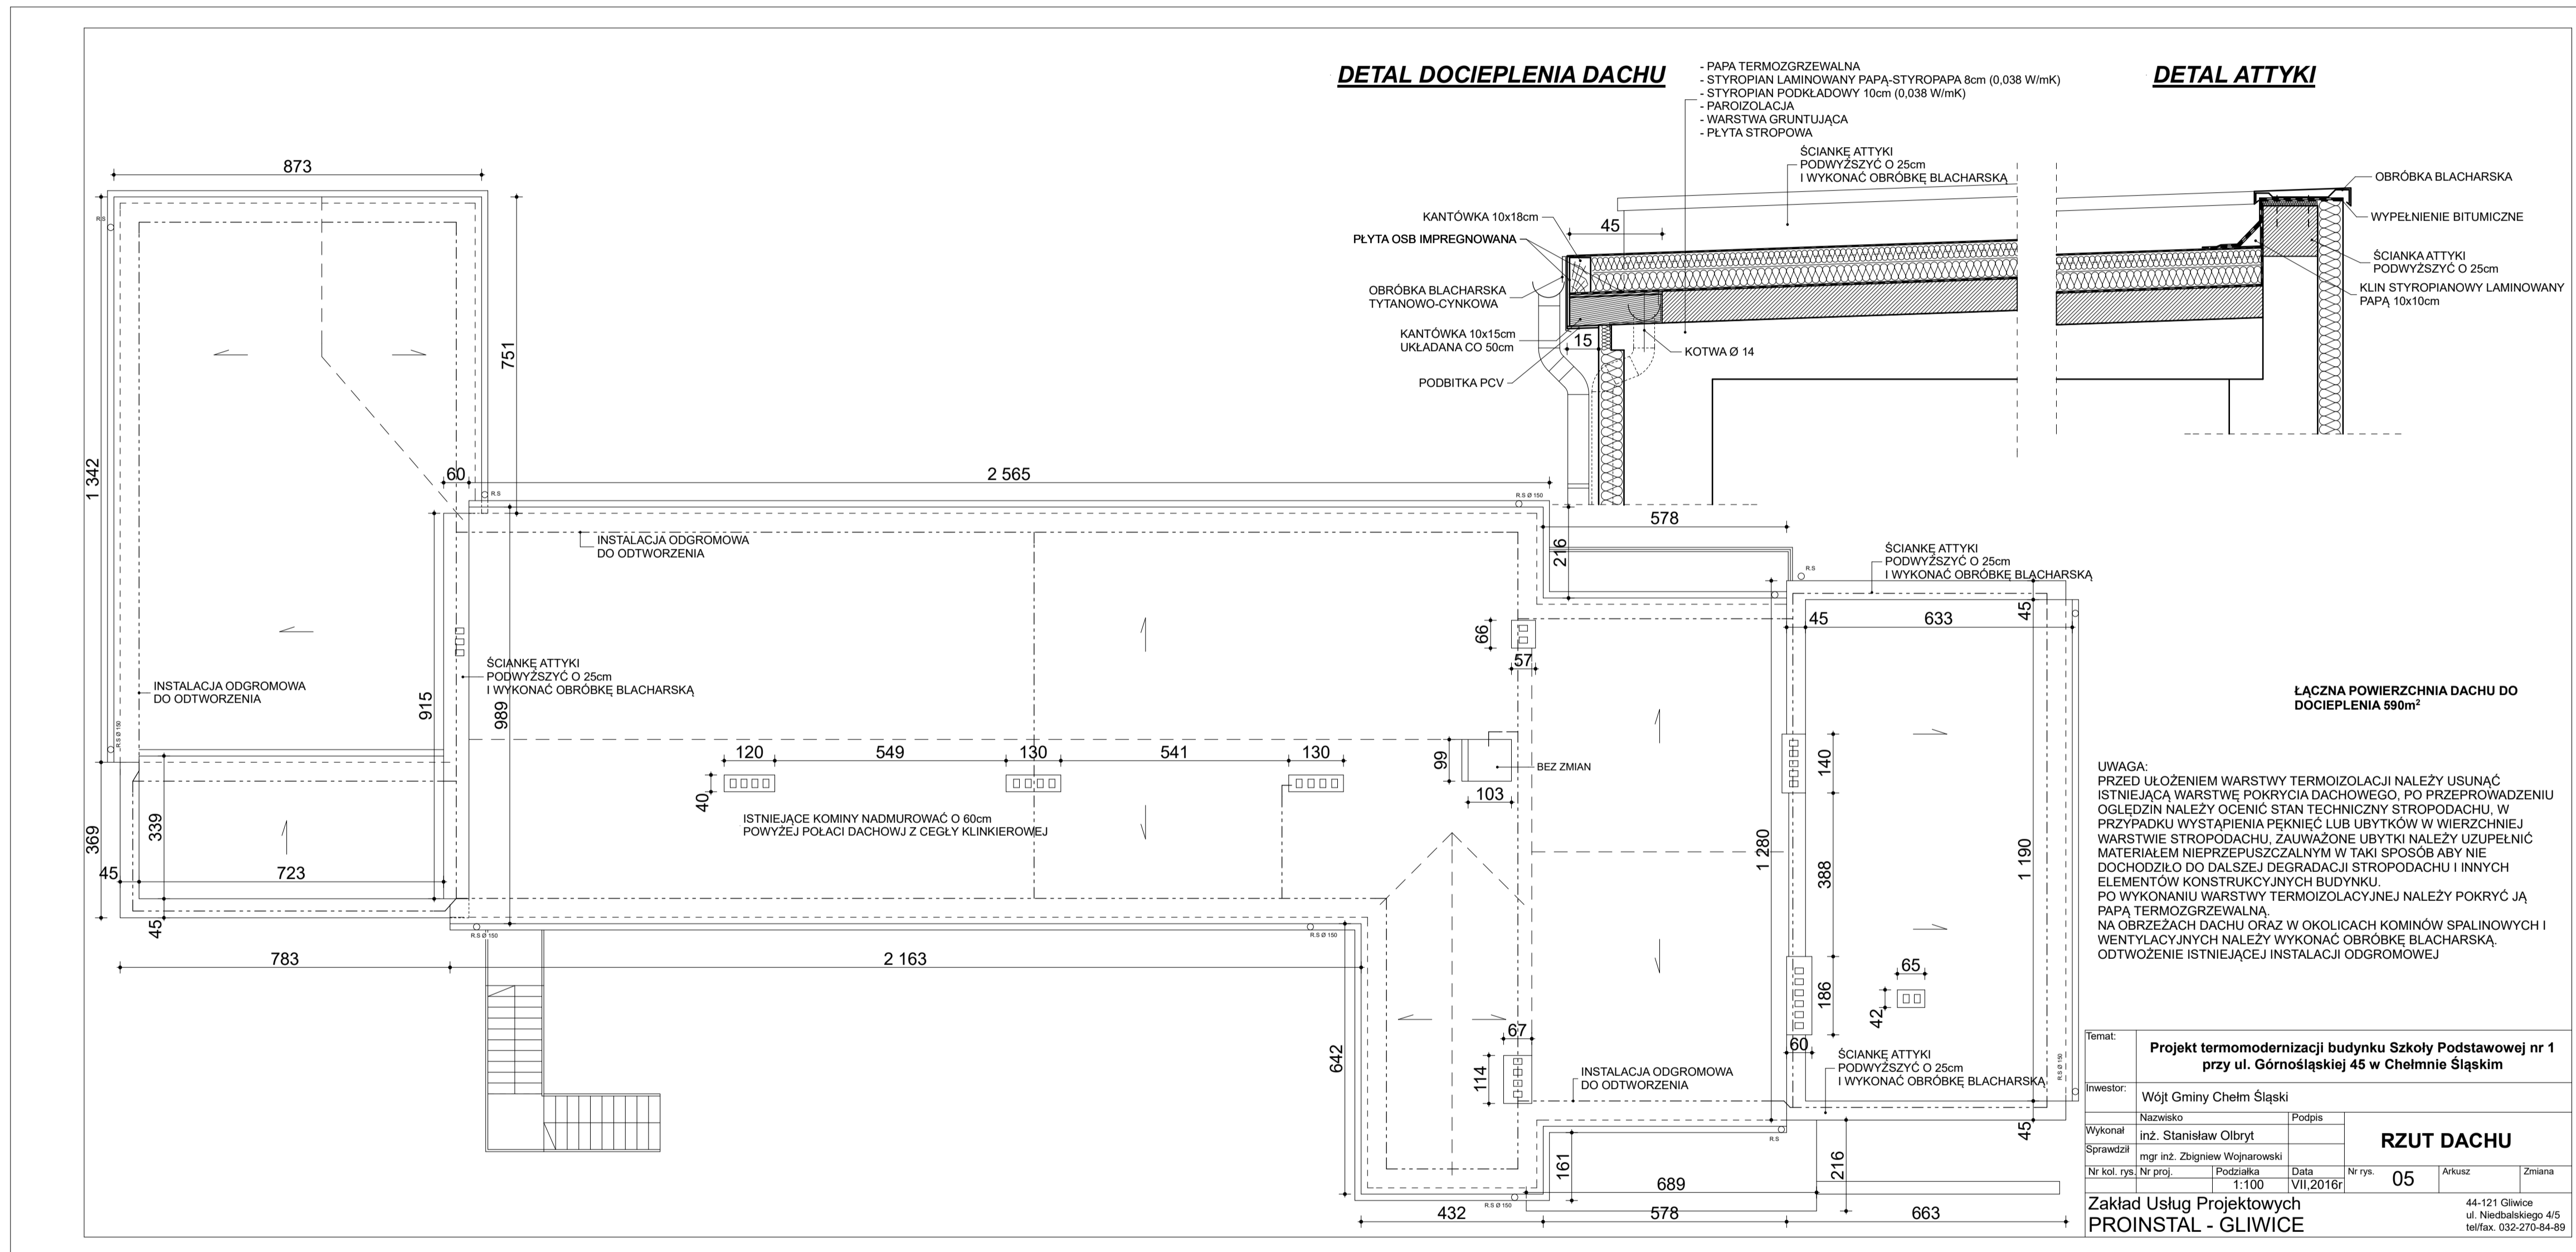 DETAL DOCIEPLENIA DACHU
- PAPA TERMOZGRZEWALNA
- STYROPIAN LAMINOWANY PAPĄ-STYROPAPA 8cm (0,038 W/mK)
- STYROPIAN PODKŁADOWY 10cm (0,038 W/mK)
- PAROIZOLACJA
- WARSTWA GRUNTUJĄCA
- PŁYTA STROPOWA
DETAL ATTYKI
ŚCIANKĘ ATTYKI
PODWYŻSZYĆ O 25cm
I WYKONAĆ OBRÓBKĘ BLACHARSKĄ
KANTÓWKA 10x18cm
PŁYTA OSB IMPREGNOWANA
45
OBRÓBKA BLACHARSKA
TYTANOWO-CYNKOWA
KANTÓWKA 10x15cm
UKŁADANA CO 50cm
15
KOTWA Ø 14
PODBITKA PCV
OBRÓBKA BLACHARSKA
WYPEŁNIENIE BITUMICZNE
ŚCIANKA ATTYKI
PODWYŻSZYĆ O 25cm
KLIN STYROPIANOWY LAMINOWANY
PAPĄ 10x10cm
873
R.S
751
1 342
60
R.S
2 565
R.S Ø 150
578
216
INSTALACJA ODGROMOWA
DO ODTWORZENIA
ŚCIANKĘ ATTYKI
PODWYŻSZYĆ O 25cm
I WYKONAĆ OBRÓBKĘ BLACHARSKĄ
R.S
45
45
633
66
57
INSTALACJA ODGROMOWA
DO ODTWORZENIA
ŚCIANKĘ ATTYKI
PODWYŻSZYĆ O 25cm
I WYKONAĆ OBRÓBKĘ BLACHARSKĄ
915
989
R.S Ø 150
120
549
130
541
130
40
99
103
BEZ ZMIAN
ISTNIEJĄCE KOMINY NADMUROWAĆ O 60cm
POWYŻEJ POŁACI DACHOWJ Z CEGŁY KLINKIEROWEJ
140
388
186
1 280
1 190
65
42
60
369
339
45
723
45
R.S Ø 150
R.S Ø 150
783
2 163
642
67
114
INSTALACJA ODGROMOWA
DO ODTWORZENIA
ŚCIANKĘ ATTYKI
PODWYŻSZYĆ O 25cm
I WYKONAĆ OBRÓBKĘ BLACHARSKĄ
R.S Ø 150
45
R.S
161
216
689
R.S Ø 150
432
578
663
ŁĄCZNA POWIERZCHNIA DACHU DO
DOCIEPLENIA 590m²
UWAGA:
PRZED UŁOŻENIEM WARSTWY TERMOIZOLACJI NALEŻY USUNĄĆ
ISTNIEJĄCĄ WARSTWĘ POKRYCIA DACHOWEGO, PO PRZEPROWADZENIU
OGLĘDZIN NALEŻY OCENIĆ STAN TECHNICZNY STROPODACHU, W
PRZYPADKU WYSTĄPIENIA PĘKNIĘĆ LUB UBYTKÓW W WIERZCHNIEJ
WARSTWIE STROPODACHU, ZAUWAŻONE UBYTKI NALEŻY UZUPEŁNIĆ
MATERIAŁEM NIEPRZEPUSZCZALNYM W TAKI SPOSÓB ABY NIE
DOCHODZIŁO DO DALSZEJ DEGRADACJI STROPODACHU I INNYCH
ELEMENTÓW KONSTRUKCYJNYCH BUDYNKU.
PO WYKONANIU WARSTWY TERMOIZOLACYJNEJ NALEŻY POKRYĆ JĄ
PAPĄ TERMOZGRZEWALNĄ.
NA OBRZEŻACH DACHU ORAZ W OKOLICACH KOMINÓW SPALINOWYCH I
WENTYLACYJNYCH NALEŻY WYKONAĆ OBRÓBKĘ BLACHARSKĄ.
ODTWOŻENIE ISTNIEJĄCEJ INSTALACJI ODGROMOWEJ
Temat:
Projekt termomodernizacji budynku Szkoły Podstawowej nr 1
przy ul. Górnośląskiej 45 w Chełmnie Śląskim
Inwestor:
Wójt Gminy Chełm Śląski
Nazwisko Podpis
Wykonał inż. Stanisław Olbryt
Sprawdził mgr inż. Zbigniew Wojnarowski
RZUT DACHU
Nr kol. rys. Nr proj. Podziałka Data Nr rys. 05 Arkusz Zmiana
1:100 VII,2016r
Zakład Usług Projektowych
PROINSTAL - GLIWICE
44-121 Gliwice
ul. Niedbalskiego 4/5
tel/fax. 032-270-84-89